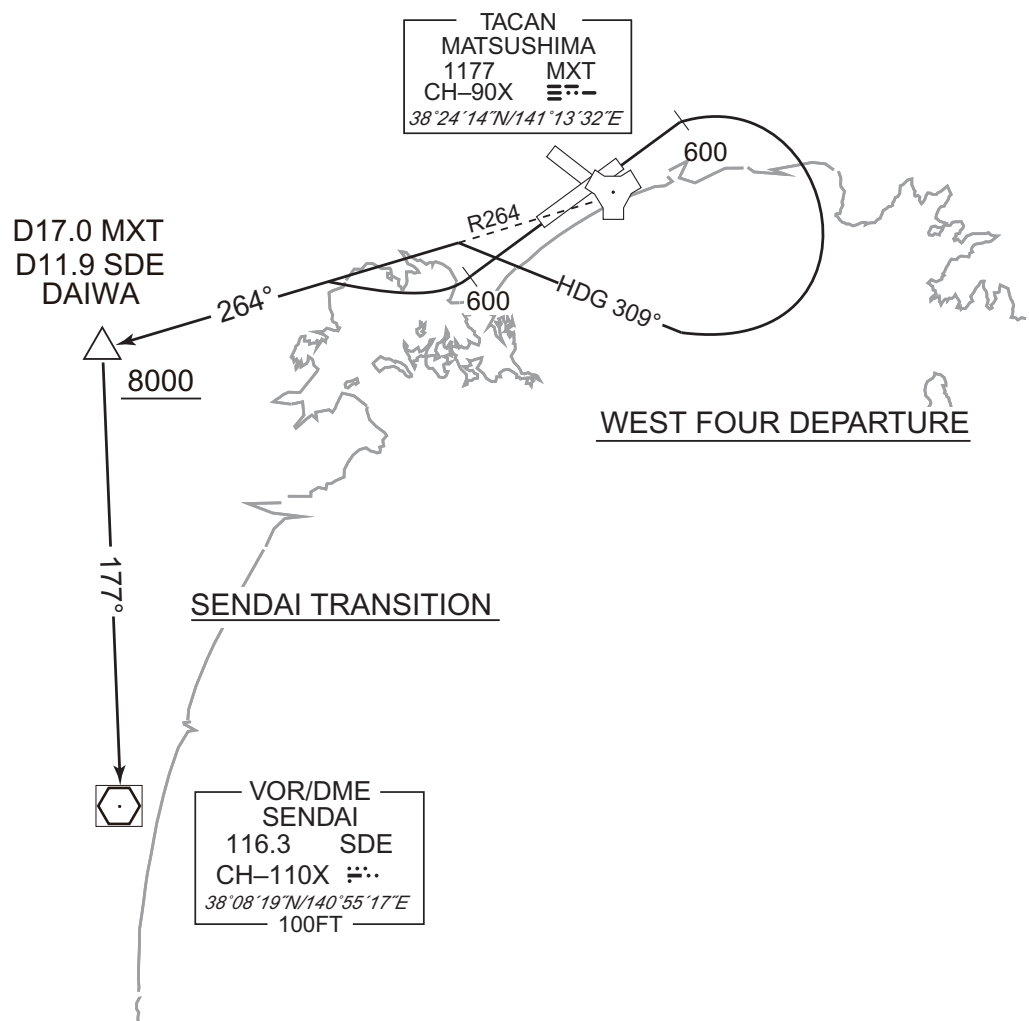 TACAN
MATSUSHIMA
1177 MXT
CH–90X
38°24´14˝N/141°13´32˝E
600
R264
D17.0 MXT
D11.9 SDE
DAIWA
264°
600
HDG 309°
8000
WEST FOUR DEPARTURE
177°
SENDAI TRANSITION
VOR/DME
SENDAI
116.3 SDE
CH–110X
38°08´19˝N/140°55´17˝E
100FT